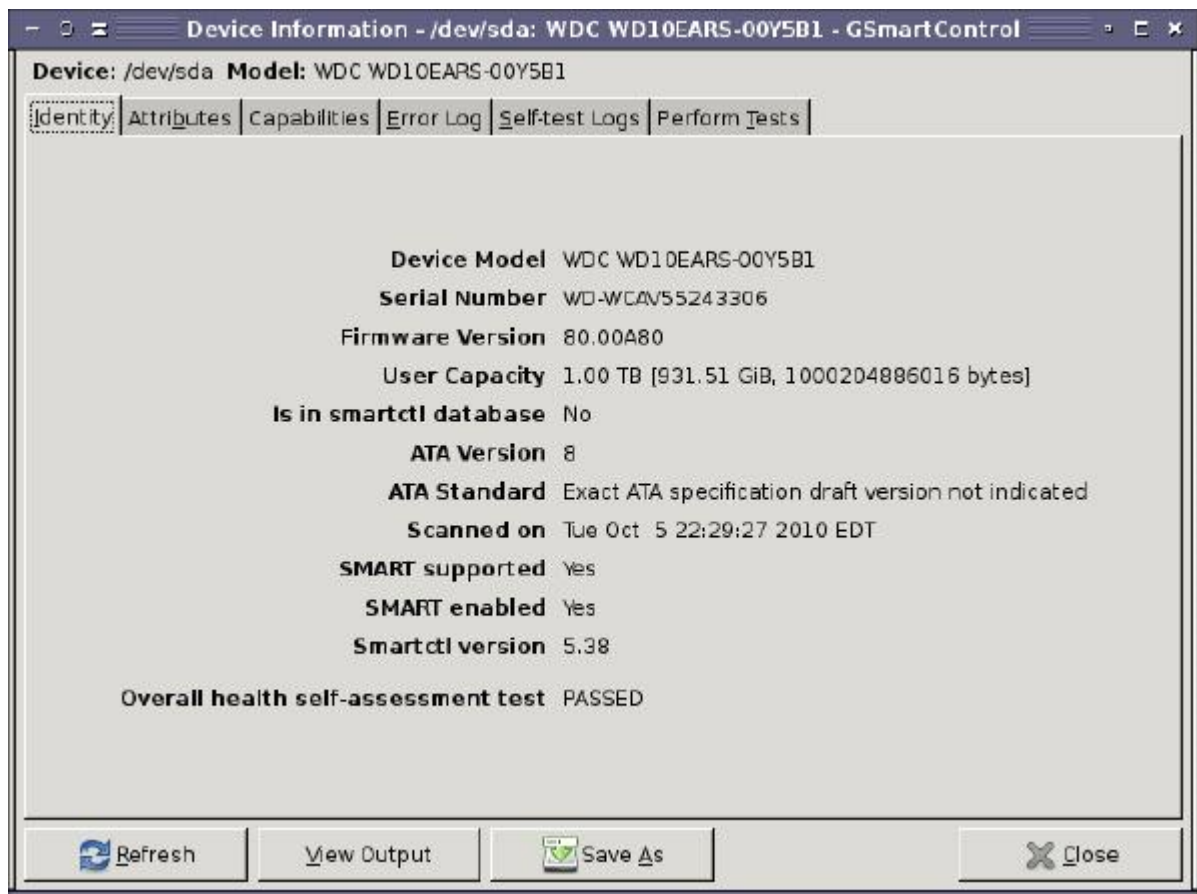 Device Information - /dev/sda: WDC WD10EARS-00Y5B1 - GSmartControl
Device: /dev/sda Model: WDC WD10EARS-00Y5B1
Identity Attributes Capabilities Error Log Self-test Logs Perform Tests
Device Model WDC WD10EARS-00Y5B1
Serial Number WD-WCAV55243306
Firmware Version 80.00A80
User Capacity 1.00 TB [931.51 GiB, 1000204886016 bytes]
Is in smartctl database No
ATA Version 8
ATA Standard Exact ATA specification draft version not indicated
Scanned on Tue Oct 5 22:29:27 2010 EDT
SMART supported Yes
SMART enabled Yes
Smartctl version 5.38
Overall health self-assessment test PASSED
Refresh View Output Save As Close